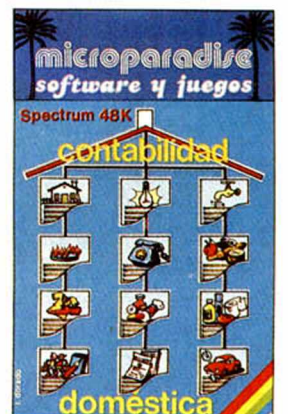 microparadise
software y juegos
Spectrum 48K
contabilidad
doméstica